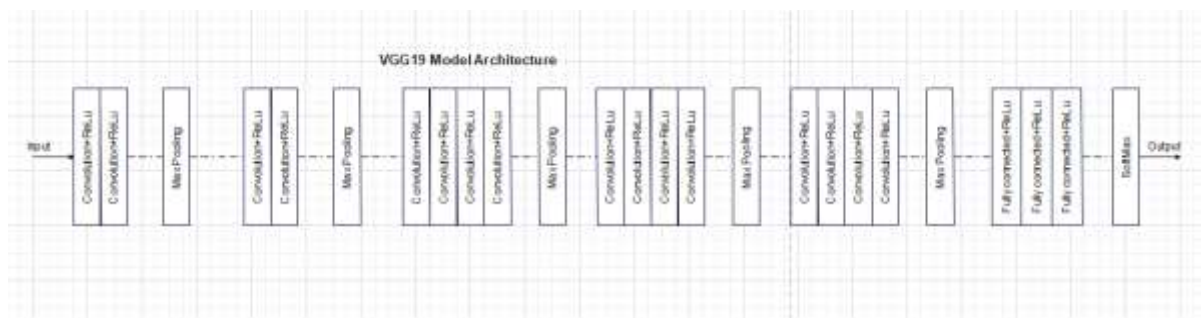 VGG19 Model Architecture
Input
Convolution+ReLu
Convolution+ReLu
Max Pooling
Convolution+ReLu
Convolution+ReLu
Max Pooling
Convolution+ReLu
Convolution+ReLu
Convolution+ReLu
Convolution+ReLu
Max Pooling
Convolution+ReLu
Convolution+ReLu
Convolution+ReLu
Convolution+ReLu
Max Pooling
Convolution+ReLu
Convolution+ReLu
Convolution+ReLu
Convolution+ReLu
Max Pooling
Fully connected+ReLu
Fully connected+ReLu
Fully connected+ReLu
SoftMax
Output